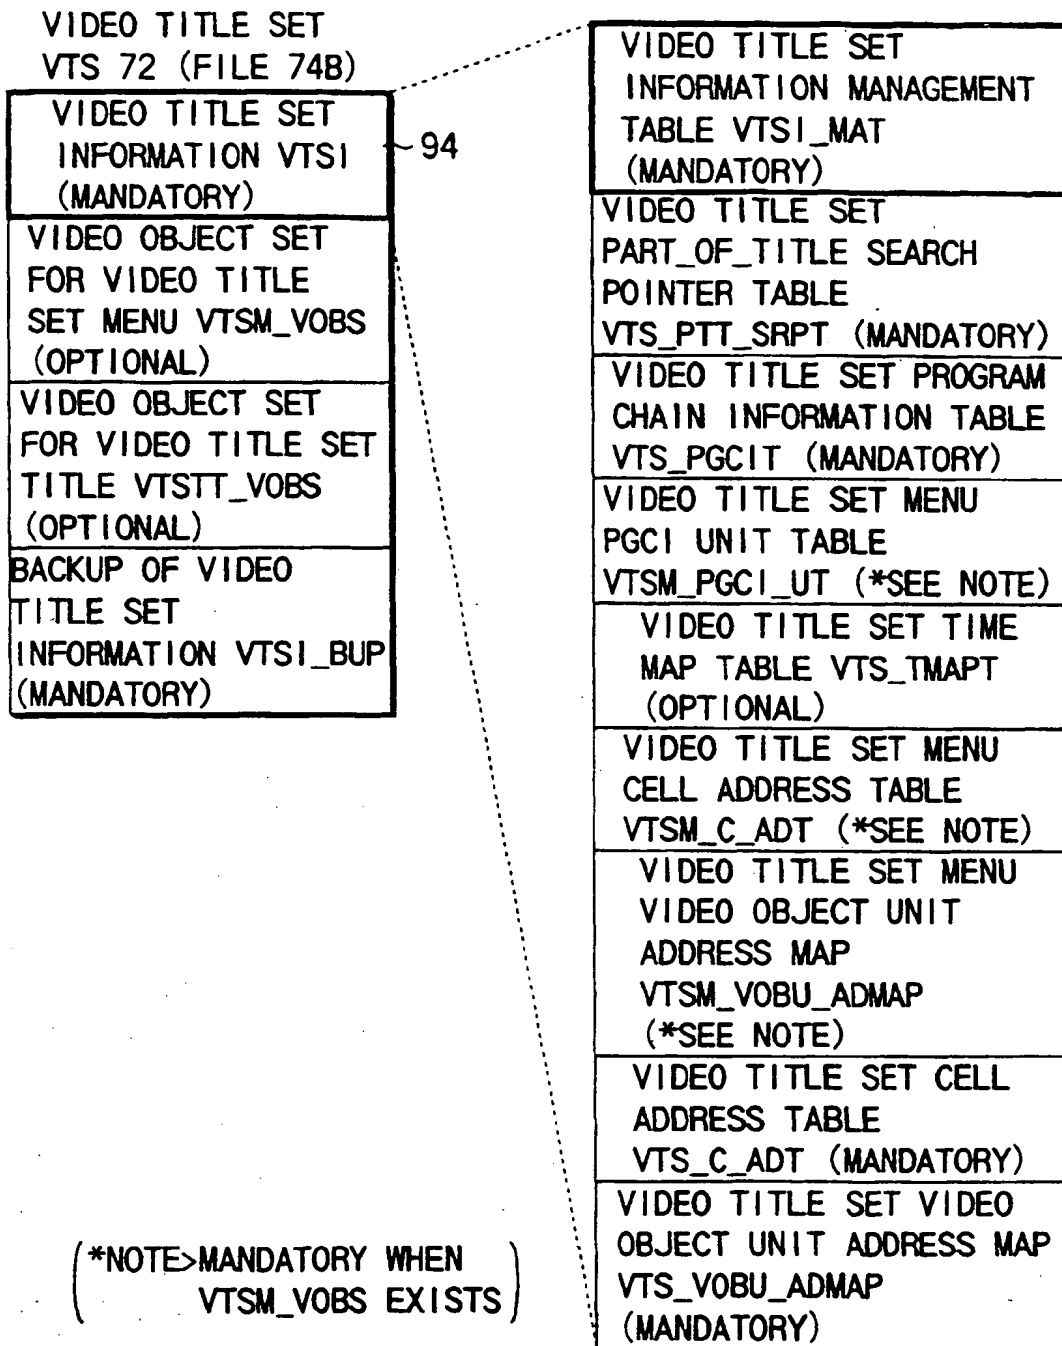 VIDEO TITLE SET
VTS 72 (FILE 74B)
VIDEO TITLE SET
INFORMATION VTSI
(MANDATORY)
94
VIDEO OBJECT SET
FOR VIDEO TITLE
SET MENU VTSM_VOBS
(OPTIONAL)
VIDEO OBJECT SET
FOR VIDEO TITLE SET
TITLE VTSTT_VOBS
(OPTIONAL)
BACKUP OF VIDEO
TITLE SET
INFORMATION VTSI_BUP
(MANDATORY)
VIDEO TITLE SET
INFORMATION MANAGEMENT
TABLE VTSI_MAT
(MANDATORY)
VIDEO TITLE SET
PART_OF_TITLE SEARCH
POINTER TABLE
VTS_PTT_SRPT (MANDATORY)
VIDEO TITLE SET PROGRAM
CHAIN INFORMATION TABLE
VTS_PGCIT (MANDATORY)
VIDEO TITLE SET MENU
PGCI UNIT TABLE
VTSM_PGCI_UT (*SEE NOTE)
VIDEO TITLE SET TIME
MAP TABLE VTS_TMAPT
(OPTIONAL)
VIDEO TITLE SET MENU
CELL ADDRESS TABLE
VTSM_C_ADT (*SEE NOTE)
VIDEO TITLE SET MENU
VIDEO OBJECT UNIT
ADDRESS MAP
VTSM_VOBU_ADMAP
(*SEE NOTE)
VIDEO TITLE SET CELL
ADDRESS TABLE
VTS_C_ADT (MANDATORY)
VIDEO TITLE SET VIDEO
OBJECT UNIT ADDRESS MAP
VTS_VOBU_ADMAP
(MANDATORY)
(*NOTE>MANDATORY WHEN
VTSM_VOBS EXISTS)